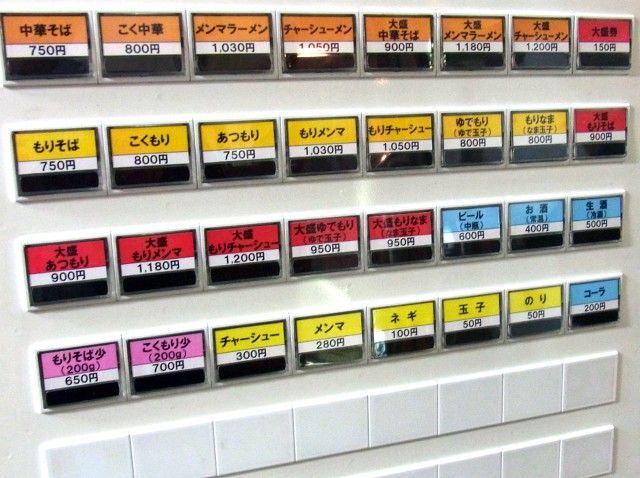 中華そば
750円
こく中華
800円
メンマラーメン
1,030円
チャーシューメン
1,050円
大盛
中華そば
900円
大盛
メンマラーメン
1,180円
大盛
チャーシューメン
1,200円
大盛券
150円
もりそば
750円
こくもり
800円
あつもり
750円
もりメンマ
1,030円
もりチャーシュー
1,050円
ゆでもり
(ゆで玉子)
800円
もりなま
(なま玉子)
800円
大盛
もりそば
900円
大盛
あつもり
900円
大盛
もりメンマ
1,180円
大盛
もりチャーシュー
1,200円
大盛ゆでもり
(ゆで玉子)
950円
大盛もりなま
(なま玉子)
950円
ビール
(中瓶)
600円
お酒
(常温)
400円
生酒
(冷酒)
500円
もりそば少
(200g)
650円
こくもり少
(200g)
700円
チャーシュー
300円
メンマ
280円
ネギ
100円
玉子
50円
のり
50円
コーラ
200円